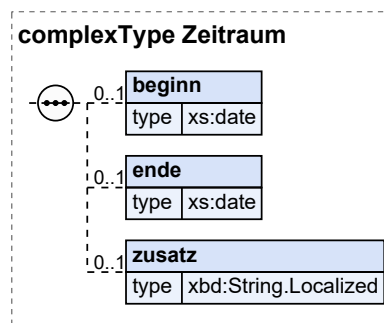 complexType Zeitraum
0..1 beginn
type xs:date
0..1 ende
type xs:date
0..1 zusatz
type xbd:String.Localized